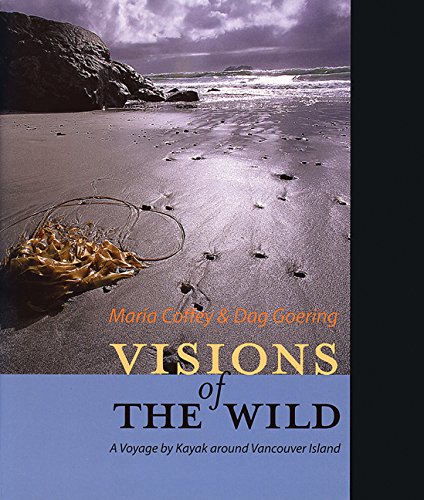 Maria Coffey & Dag Goering
VISIONS
of
THE WILD
A Voyage by Kayak around Vancouver Island